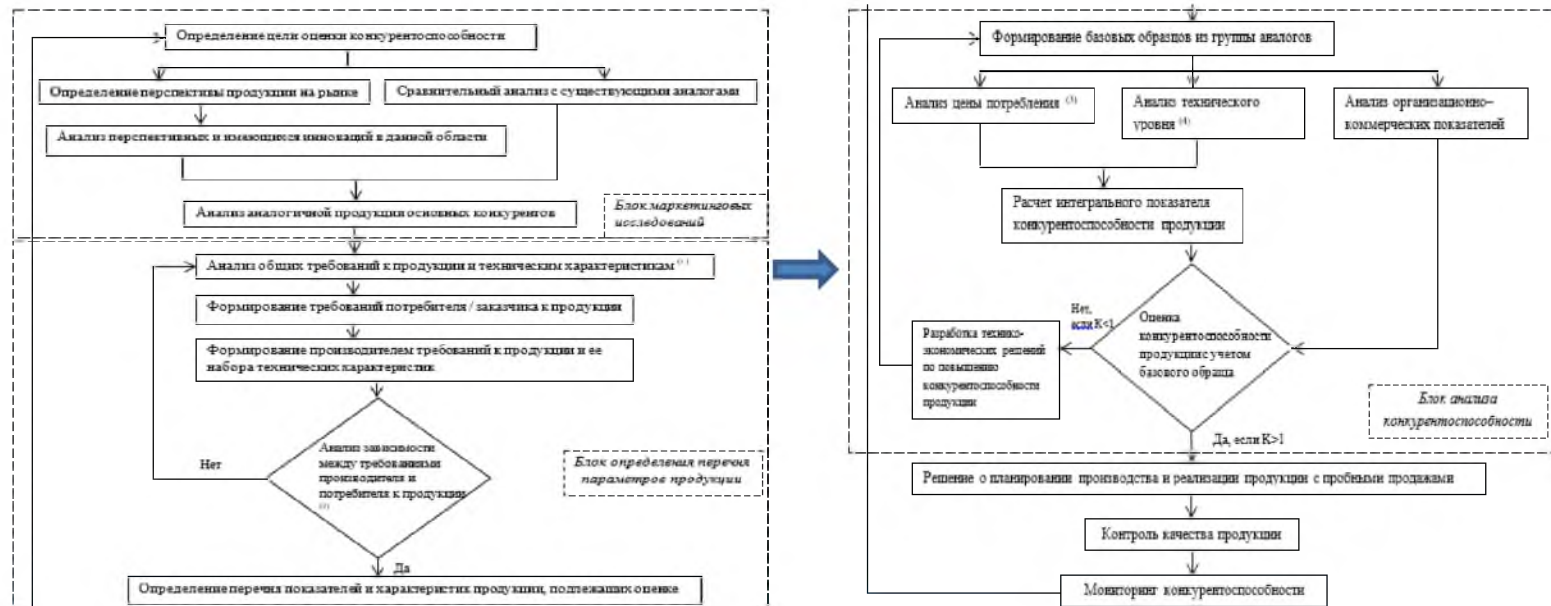 Определение цели оценки конкурентоспособности
Определение перспективы продукции на рынке
Сравнительный анализ с существующими аналогами
Анализ перспективных и имеющихся инноваций в данной области
Анализ аналогичной продукции основных конкурентов
Блок маркетинговых
исследований
Анализ общих требований к продукции и техническим характеристикам
Формирование требований потребителя / заказчика к продукции
Формирование производителем требований к продукции и ее
набора технических характеристик
Анализ зависимости
между требованиями
производителя и
потребителя к продукции
Нет
Блок определения перечня
параметров продукции
Да
Определение перечня показателей и характеристик продукции, подлежащих оценке
Формирование базовых образцов из группы аналогов
Анализ цены потребления (3)
Анализ технического
уровня (4)
Анализ организационно–
коммерческих показателей
Расчет интегрального показателя
конкурентоспособности продукции
Нет,
если K<1
Оценка
конкурентоспособности
продукциис учетом
базового образца
Разработка технико-
экономических решений
по повышению
конкурентоспособности
продукции
Блок анализа
конкурентоспособности
Да, если K>1
Решение о планировании производства и реализации продукции с пробными продажами
Контроль качества продукции
Мониторинг конкурентоспособности